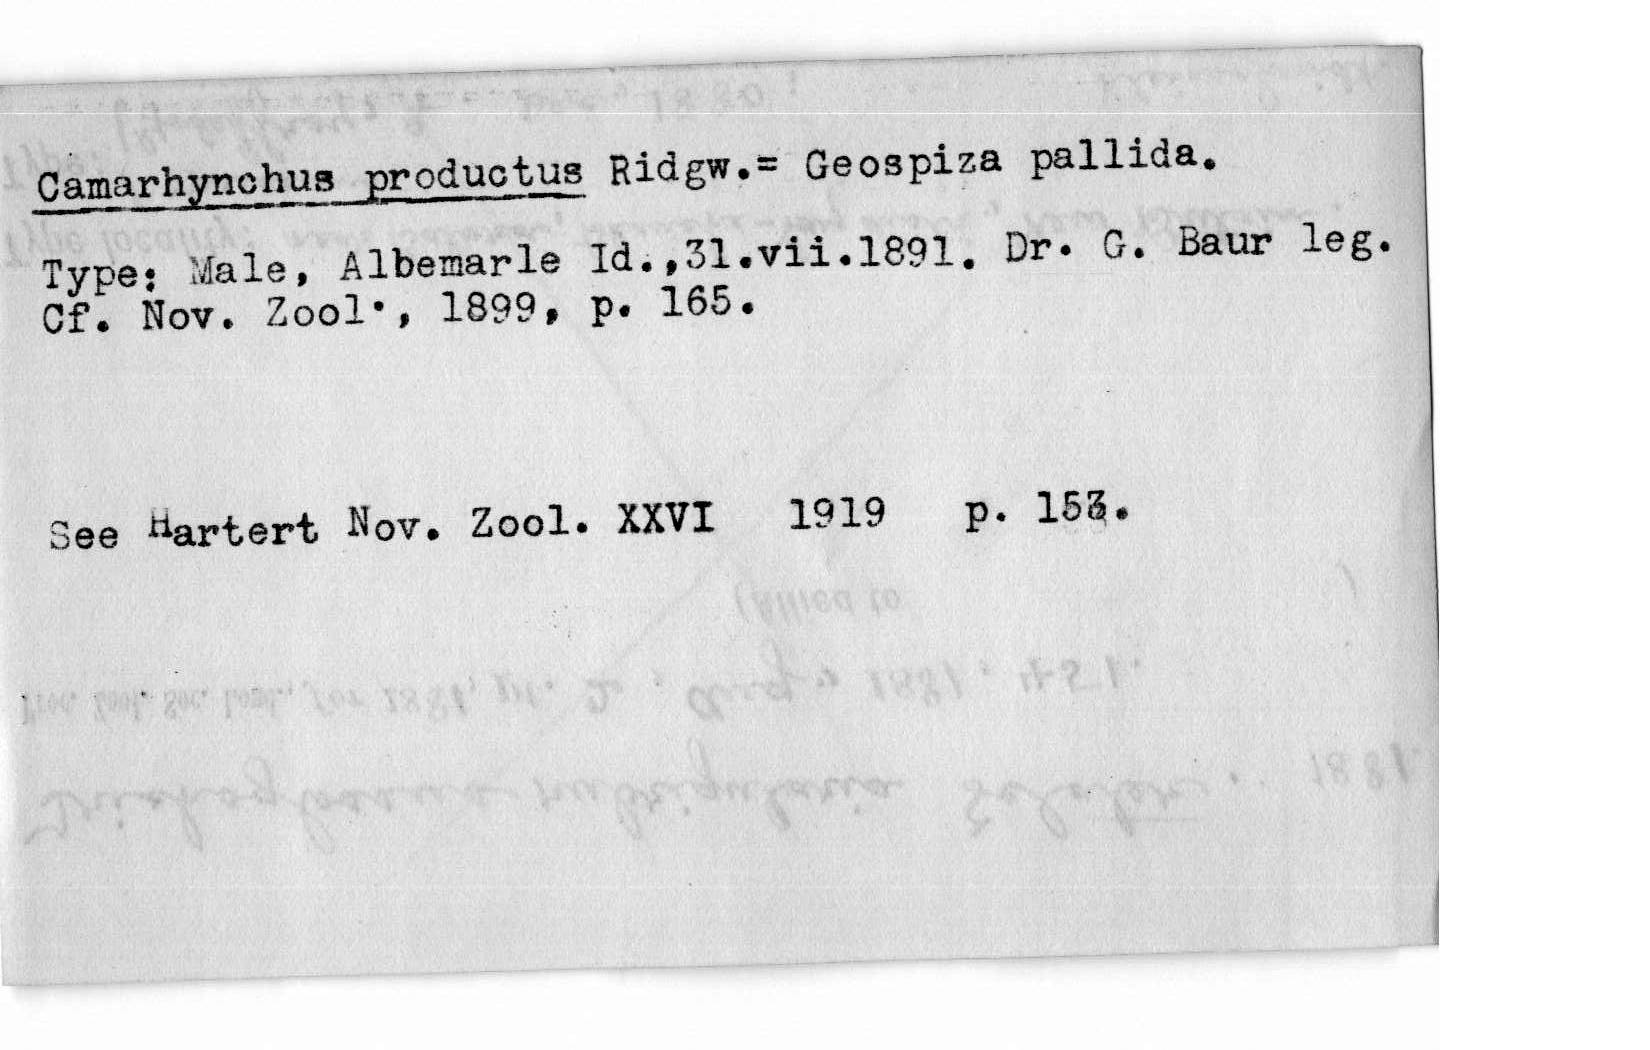 Camarhynchus productus Ridgw.= Geospiza pallida.
Type: Male, Albemarle Id.,31.vii.1891. Dr. G. Baur leg.
Cf. Nov. Zool., 1899, p. 165.
See Hartert Nov. Zool. XXVI 1919 p.